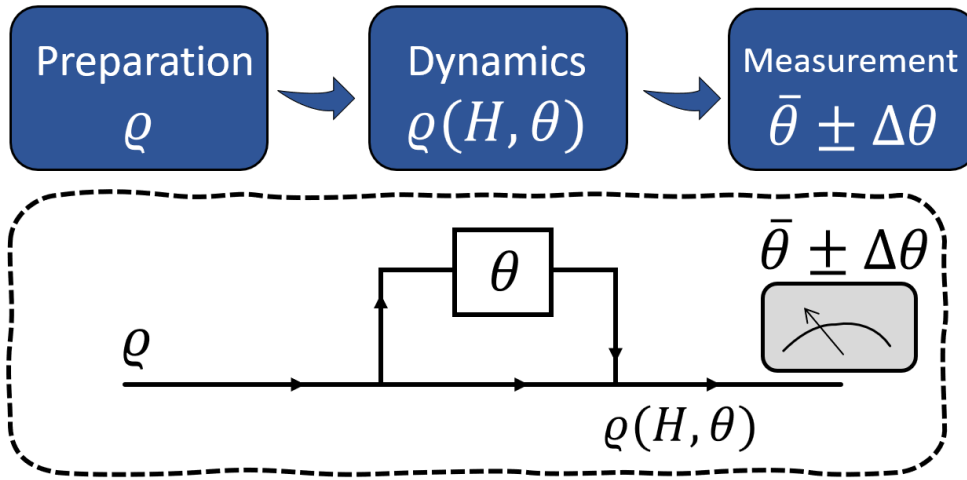 Preparation
ϱ
Dynamics
ϱ(H, θ)
Measurement
θ̄ ± Δθ
θ̄ ± Δθ
θ
ϱ
ϱ(H, θ)